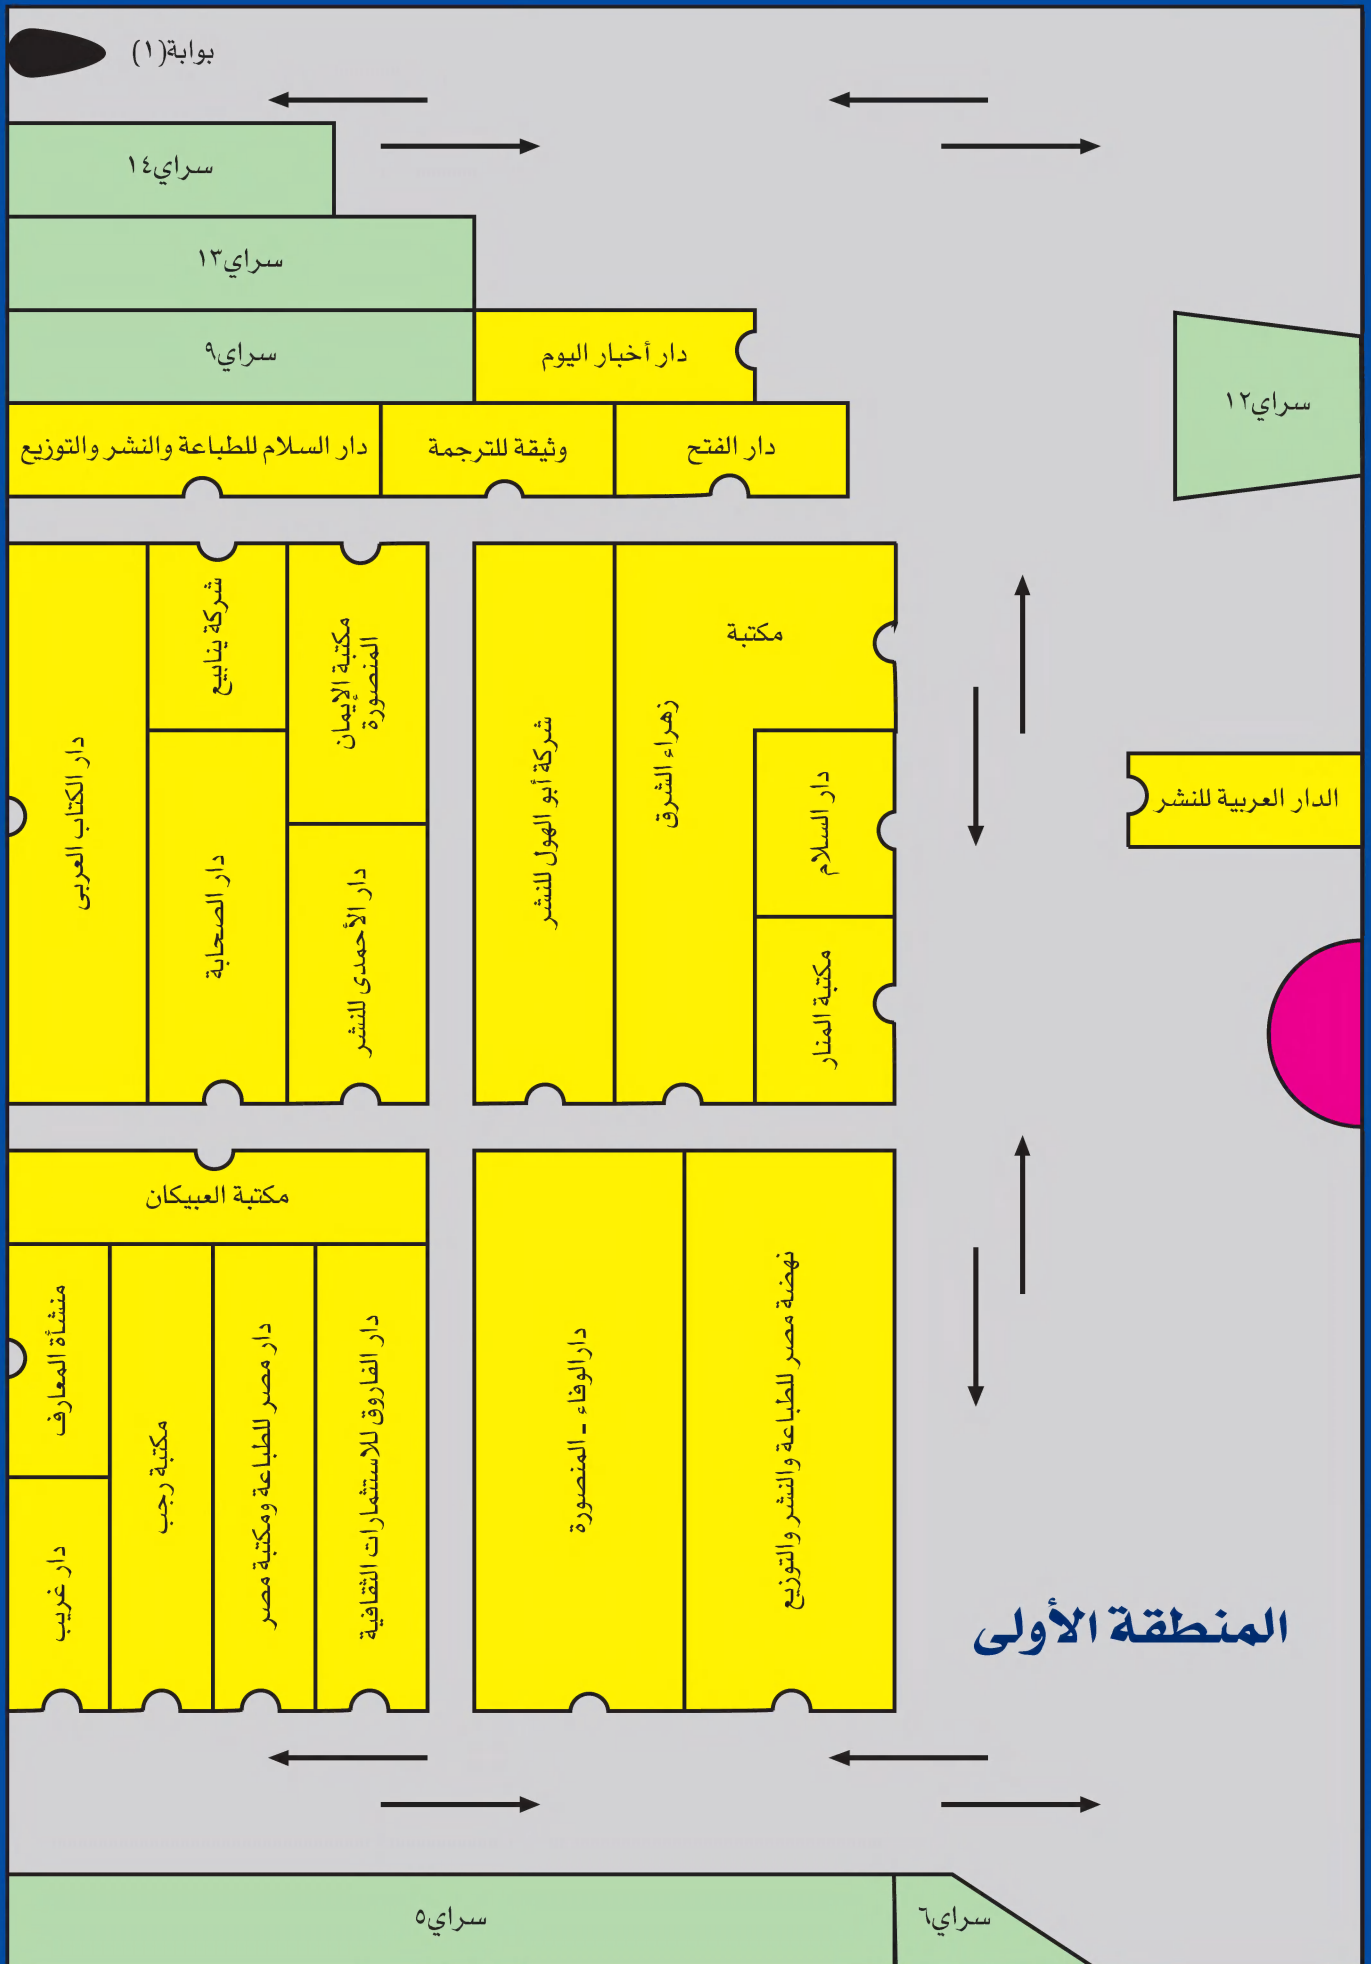 بوابة(١)
سراي١٤
سراي١٣
سراي٩
دار أخبار اليوم
سراي١٢
دار الفتح
وثيقة للترجمة
دار السلام للطباعة والنشر والتوزيع
مكتبة
زهراء الشرق
دار السلام
مكتبة المنار
شركة أبو الهول للنشر
مكتبة الإيمان
المنصورة
شركة ينابيع
دار الكتاب العربى
دار الصحابة
دار الأحمدى للنشر
الدار العربية للنشر
مكتبة العبيكان
نهضة مصر للطباعة والنشر والتوزيع
دارالوفاء - المنصورة
دار الفاروق للاستثمارات الثقافية
دار مصر للطباعة ومكتبة مصر
مكتبة رجب
منشأة المعارف
دار غريب
المنطقة الأولى
سراي٦
سراي٥